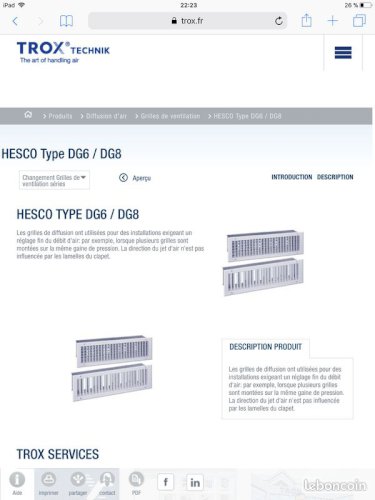 iPad 22:23 26 %
trox.fr
TROX® TECHNIK
The art of handling air
> Produits > Diffusion d'air > Grilles de ventilation > HESCO Type DG6 / DG8
HESCO Type DG6 / DG8
Changement Grilles de
ventilation séries
Aperçu
INTRODUCTION DESCRIPTION
HESCO TYPE DG6 / DG8
Les grilles de diffusion ont utilisées pour des installations exigeant un
réglage fin du débit d'air: par exemple, lorsque plusieurs grilles sont
montées sur la même gaine de pression. La direction du jet d'air n'est pas
influencée par les lamelles du clapet.
DESCRIPTION PRODUIT
Les grilles de diffusion ont utilisées pour des
installations exigeant un réglage fin du débit
d'air: par exemple, lorsque plusieurs grilles
sont montées sur la même gaine de pression.
La direction du jet d'air n'est pas influencée
par les lamelles du clapet.
TROX SERVICES
Aide imprimer partager contact PDF
leboncoin